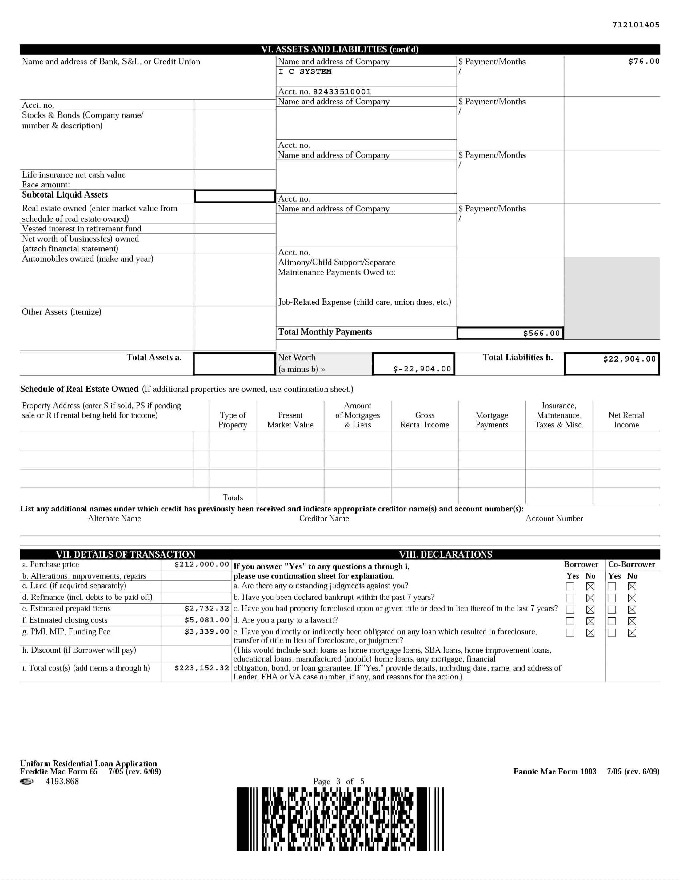 712101405
VI. ASSETS AND LIABILITIES (cont'd)
Name and address of Bank, S&L, or Credit Union
Name and address of Company
$ Payment/Months
$76.00
I C SYSTEM
/
Acct. no. 82433510001
Acct. no.
Name and address of Company
$ Payment/Months
/
Stocks & Bonds (Company name/
number & description)
Acct. no.
Name and address of Company
$ Payment/Months
/
Life insurance net cash value
Face amount:
Subtotal Liquid Assets
Acct. no.
Real estate owned (enter market value from
schedule of real estate owned)
Name and address of Company
$ Payment/Months
/
Vested interest in retirement fund
Net worth of business(es) owned
(attach financial statement)
Acct. no.
Automobiles owned (make and year)
Alimony/Child Support/Separate
Maintenance Payments Owed to:
Job-Related Expense (child care, union dues, etc.)
Other Assets (itemize)
Total Monthly Payments
$566.00
Total Assets a.
Net Worth
(a minus b) »
$-22,904.00
Total Liabilities b.
$22,904.00
Schedule of Real Estate Owned (If additional properties are owned, use continuation sheet.)
Property Address (enter S if sold, PS if pending
sale or R if rental being held for income)
Type of
Property
Present
Market Value
Amount
of Mortgages
& Liens
Gross
Rental Income
Mortgage
Payments
Insurance,
Maintenance,
Taxes & Misc.
Net Rental
Income
Totals
List any additional names under which credit has previously been received and indicate appropriate creditor name(s) and account number(s):
Alternate Name
Creditor Name
Account Number
VII. DETAILS OF TRANSACTION
VIII. DECLARATIONS
a. Purchase price
$212,000.00
If you answer "Yes" to any questions a through i,
Borrower
Co-Borrower
b. Alterations, improvements, repairs
please use continuation sheet for explanation.
Yes No
Yes No
c. Land (if acquired separately)
a. Are there any outstanding judgments against you?
d. Refinance (incl. debts to be paid off)
b. Have you been declared bankrupt within the past 7 years?
e. Estimated prepaid items
$2,732.32
c. Have you had property foreclosed upon or given title or deed in lieu thereof in the last 7 years?
f. Estimated closing costs
$5,081.00
d. Are you a party to a lawsuit?
g. PMI, MIP, Funding Fee
$3,339.00
e. Have you directly or indirectly been obligated on any loan which resulted in foreclosure,
transfer of title in lieu of foreclosure, or judgment?
h. Discount (if Borrower will pay)
(This would include such loans as home mortgage loans, SBA loans, home improvement loans,
educational loans, manufactured (mobile) home loans, any mortgage, financial
i. Total cost(s) (add items a through h)
$223,152.32
obligation, bond, or loan guarantee. If "Yes," provide details, including date, name, and address of
Lender, FHA or VA case number, if any, and reasons for the action.)
Uniform Residential Loan Application
Freddie Mac Form 65 7/05 (rev. 6/09)
Fannie Mae Form 1003 7/05 (rev. 6/09)
4193.868
Page 3 of 5